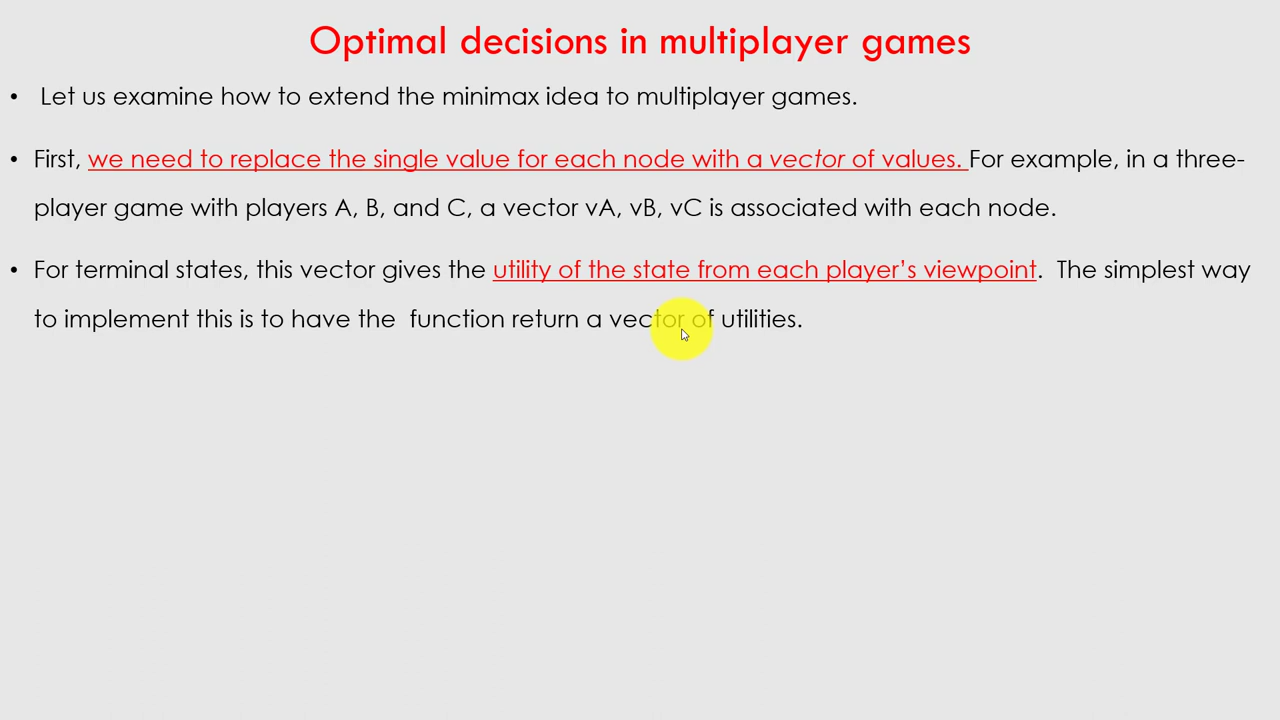 Optimal decisions in multiplayer games
• Let us examine how to extend the minimax idea to multiplayer games.
• First, we need to replace the single value for each node with a vector of values. For example, in a three-
player game with players A, B, and C, a vector vA, vB, vC is associated with each node.
• For terminal states, this vector gives the utility of the state from each player’s viewpoint. The simplest way
to implement this is to have the function return a vector of utilities.